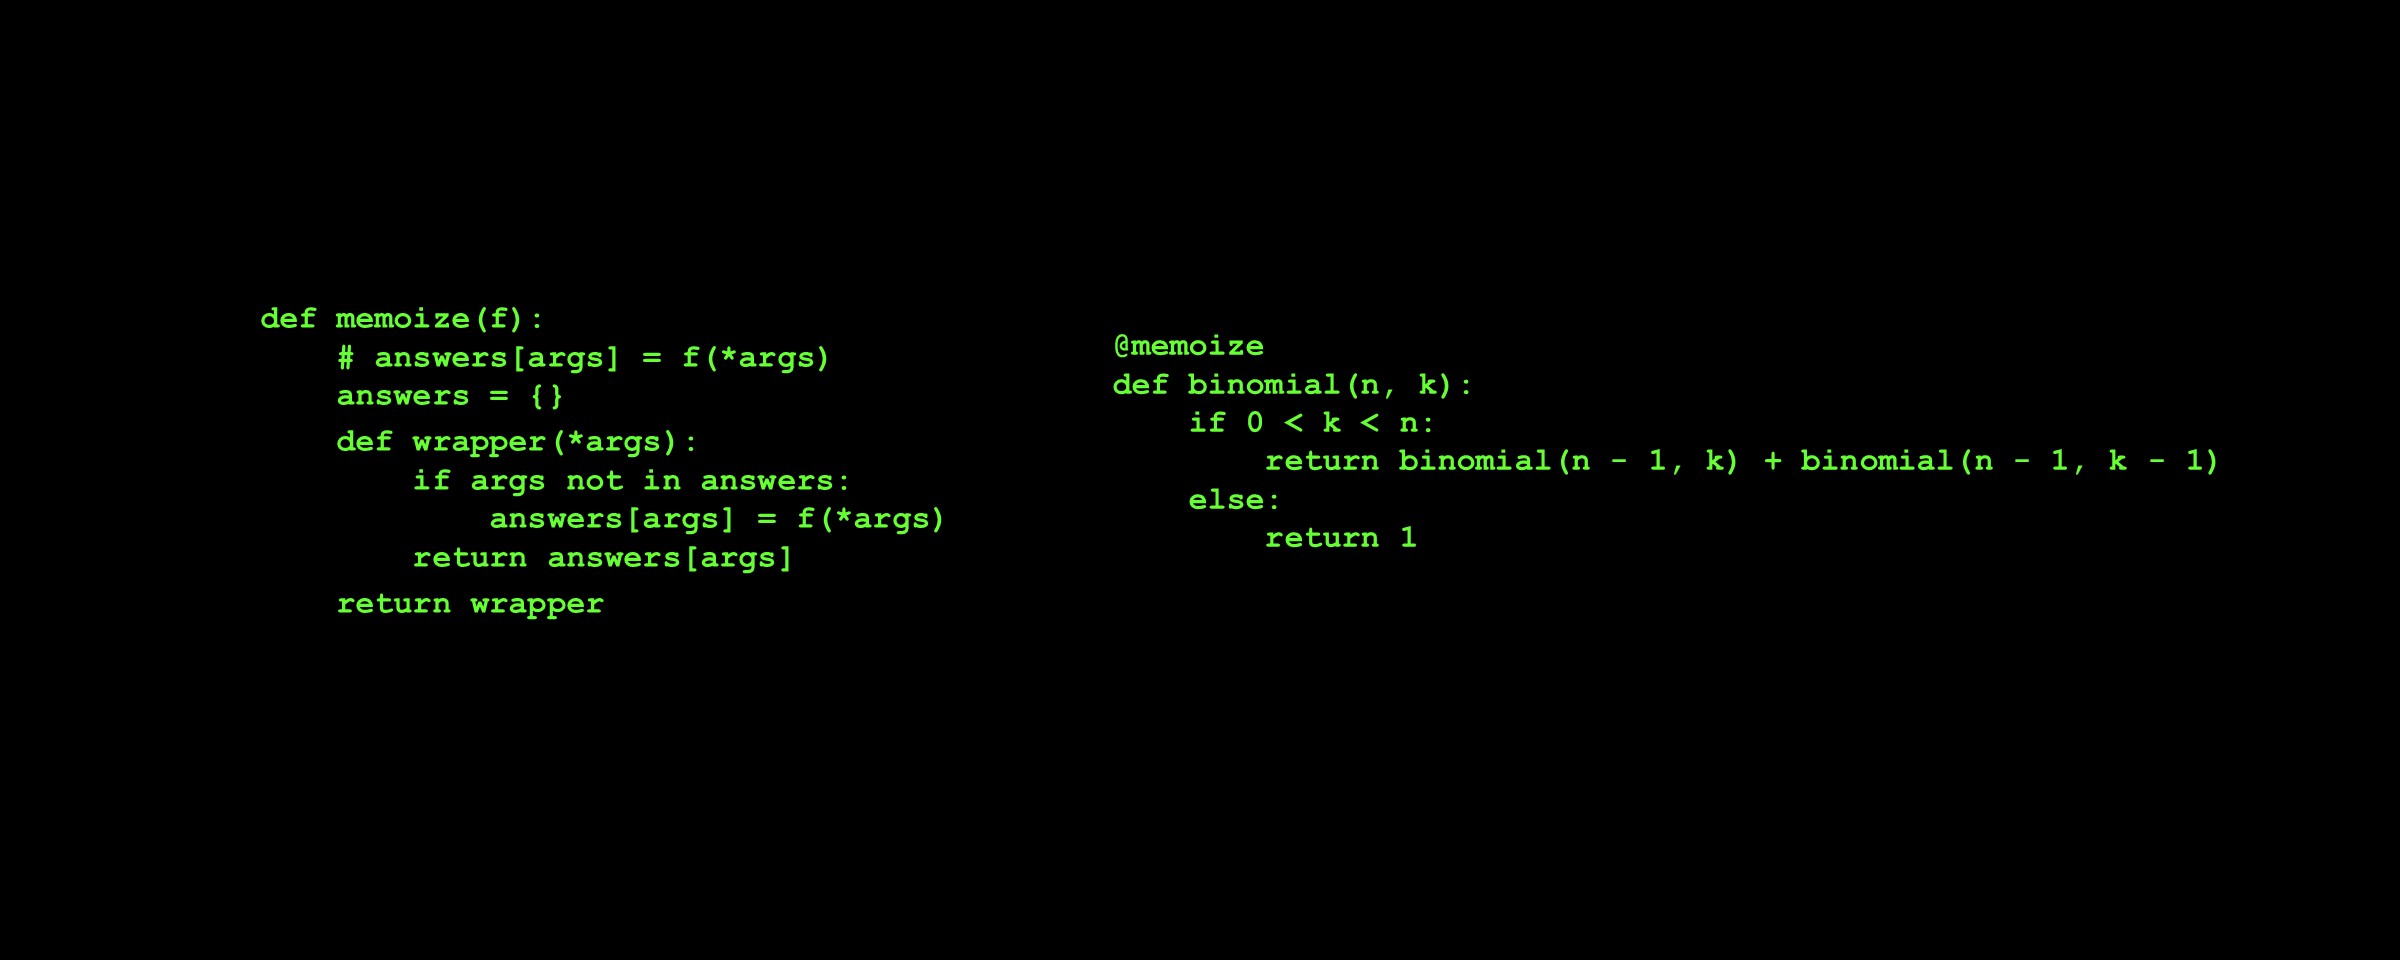 def memoize(f):
    # answers[args] = f(*args)
    answers = {}
    def wrapper(*args):
        if args not in answers:
            answers[args] = f(*args)
        return answers[args]
    return wrapper
@memoize
def binomial(n, k):
    if 0 < k < n:
        return binomial(n - 1, k) + binomial(n - 1, k - 1)
    else:
        return 1